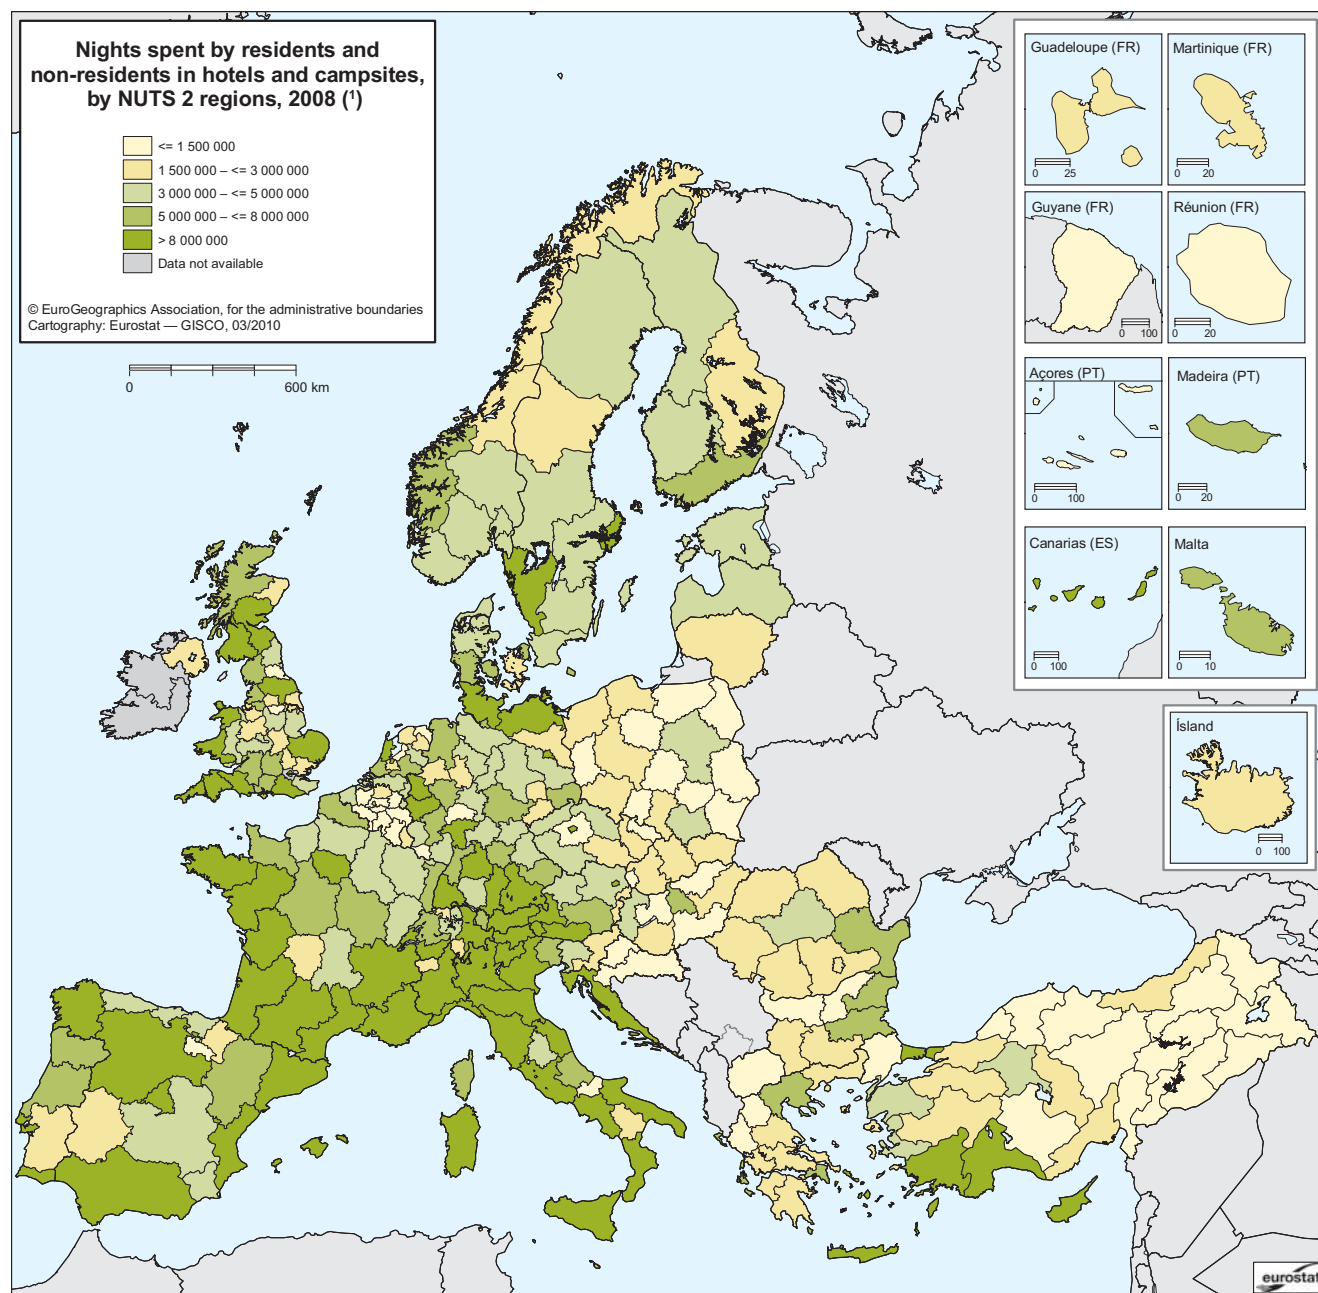 Nights spent by residents and
non-residents in hotels and campsites,
by NUTS 2 regions, 2008 (¹)
<= 1 500 000
1 500 000 – <= 3 000 000
3 000 000 – <= 5 000 000
5 000 000 – <= 8 000 000
> 8 000 000
Data not available
© EuroGeographics Association, for the administrative boundaries
Cartography: Eurostat — GISCO, 03/2010
0 600 km
Guadeloupe (FR)
0 25
Martinique (FR)
0 20
Guyane (FR)
0 100
Réunion (FR)
0 20
Açores (PT)
0 100
Madeira (PT)
0 20
Canarias (ES)
0 100
Malta
0 10
Ísland
0 100
eurostat